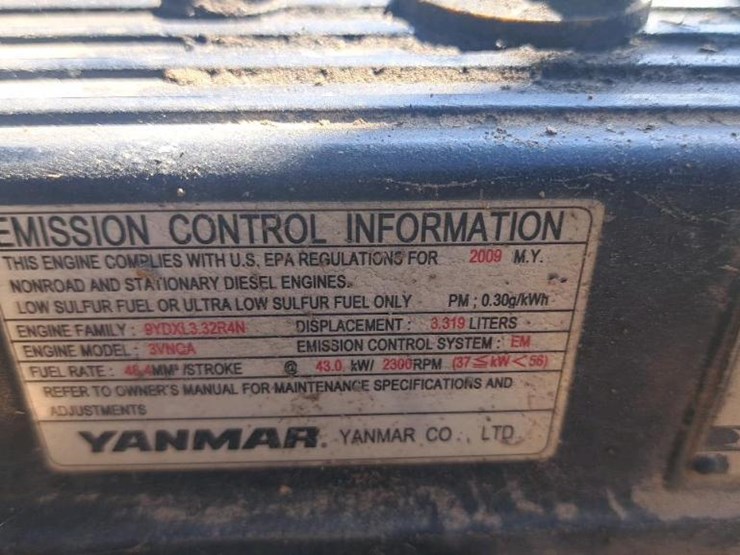 EMISSION CONTROL INFORMATION
THIS ENGINE COMPLIES WITH U.S. EPA REGULATIONS FOR 2009 M.Y.
NONROAD AND STATIONARY DIESEL ENGINES.
LOW SULFUR FUEL OR ULTRA LOW SULFUR FUEL ONLY PM ; 0.30g/kWh
ENGINE FAMILY : 9YDXL3.32R4N DISPLACEMENT : 3.319 LITERS
ENGINE MODEL : 3VNGA EMISSION CONTROL SYSTEM : EM
FUEL RATE : 48.4MM³ /STROKE @ 43.0 kW/ 2300RPM (37≦kW<56)
REFER TO OWNER'S MANUAL FOR MAINTENANCE SPECIFICATIONS AND
ADJUSTMENTS
YANMAR. YANMAR CO., LTD.